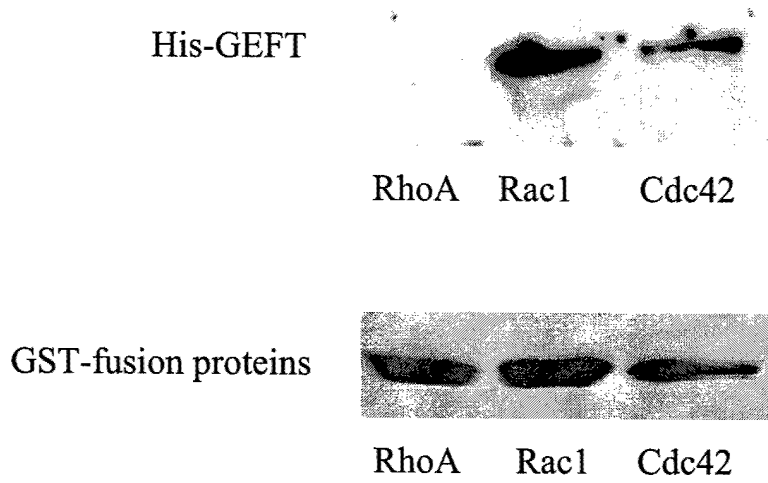 His-GEFT
RhoA Rac1 Cdc42
GST-fusion proteins
RhoA Rac1 Cdc42